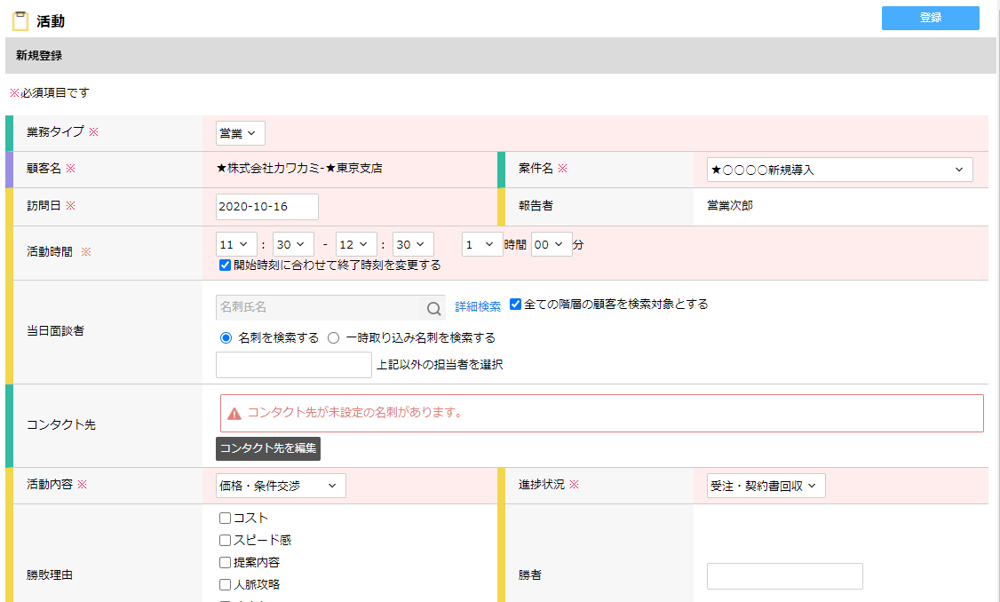 活動
登録
新規登録
※必須項目です
業務タイプ ※
営業
顧客名 ※
★株式会社カワカミ-★東京支店
案件名 ※
★○○○○新規導入
訪問日 ※
2020-10-16
報告者
営業次郎
活動時間 ※
11 : 30 - 12 : 30 1 時間 00 分
開始時刻に合わせて終了時刻を変更する
当日面談者
名刺氏名
詳細検索
全ての階層の顧客を検索対象とする
名刺を検索する
一時取り込み名刺を検索する
上記以外の担当者を選択
コンタクト先
コンタクト先が未設定の名刺があります。
コンタクト先を編集
活動内容 ※
価格・条件交渉
進捗状況 ※
受注・契約書回収
勝敗理由
コスト
スピード感
提案内容
人脈攻略
勝者